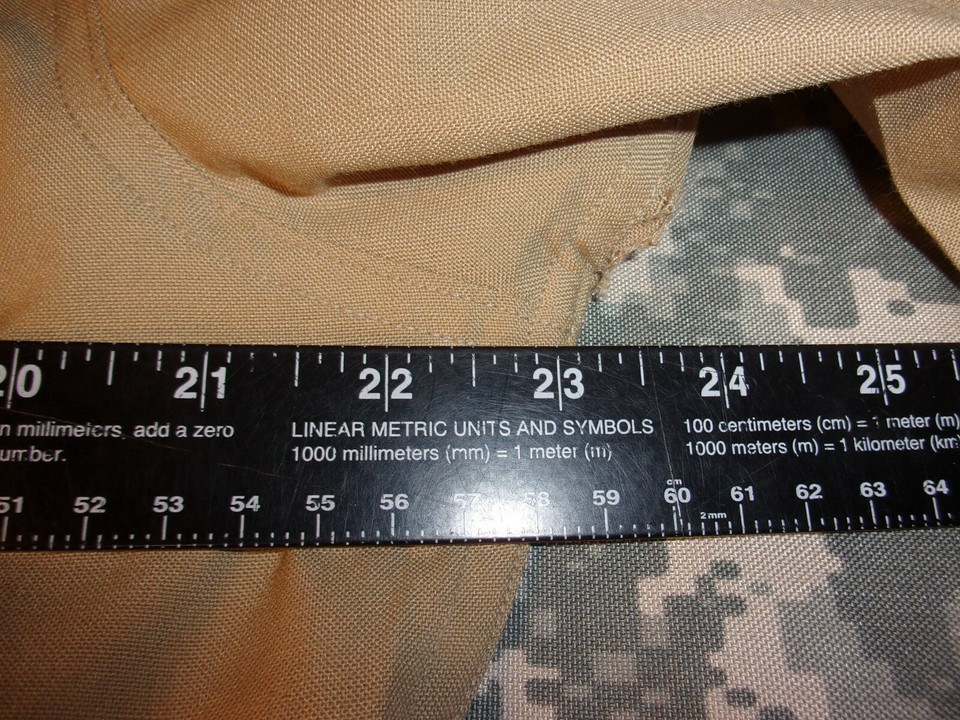 20 21 22 23 24 25
n millimeters, add a zero
umber.
LINEAR METRIC UNITS AND SYMBOLS
1000 millimeters (mm) = 1 meter (m)
100 centimeters (cm) = 1 meter (m)
1000 meters (m) = 1 kilometer (km
cm
51 52 53 54 55 56 57 58 59 60 61 62 63 64
2mm